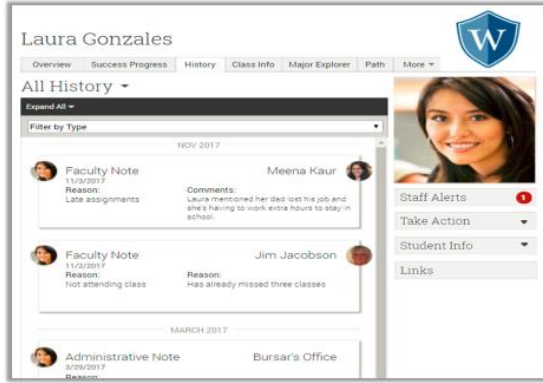 Laura Gonzales
W
Overview Success Progress History Class Info Major Explorer Path More
All History
Expand All
Filter by Type
NOV 2017
Faculty Note Meena Kaur
11/3/2017
Reason: Comments:
Late assignments Laura mentioned her dad lost his job and
she's having to work extra hours to stay in
school.
Faculty Note Jim Jacobson
11/2/2017
Reason: Reason:
Not attending class Has already missed three classes
MARCH 2017
Administrative Note Bursar's Office
3/29/2017
Reason:
Staff Alerts 1
Take Action
Student Info
Links